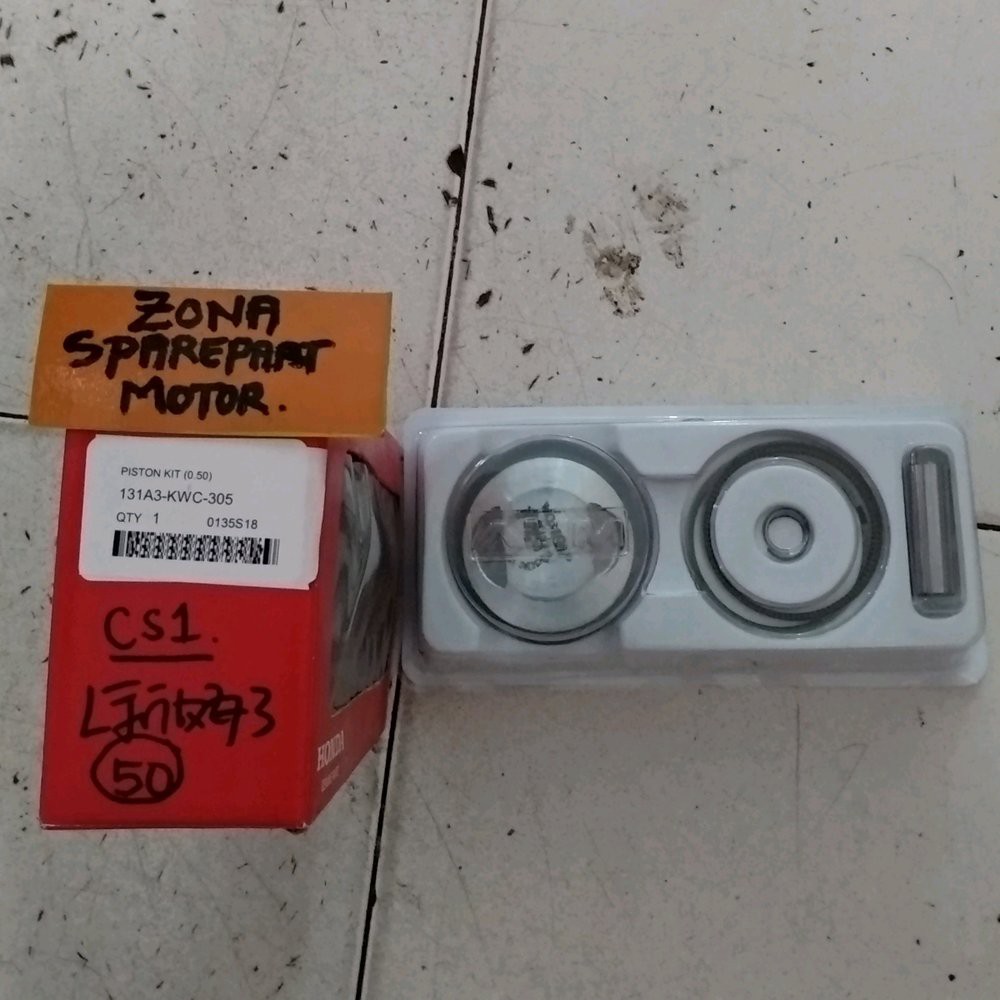 ZONA
SPAREPART
MOTOR.
PISTON KIT (0.50)
131A3-KWC-305
QTY 1 0135S18
CS1.
50
HONDA